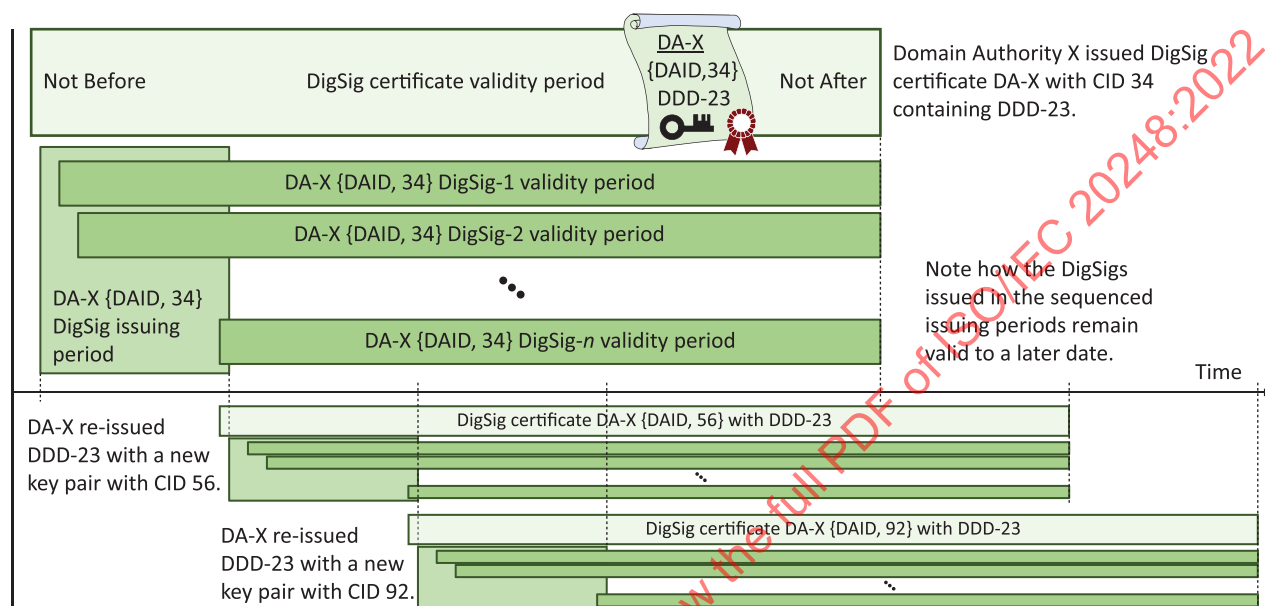 DA-X
{DAID,34}
DDD-23
Not Before
DigSig certificate validity period
Not After
Domain Authority X issued DigSig
certificate DA-X with CID 34
containing DDD-23.
DA-X {DAID, 34} DigSig-1 validity period
DA-X {DAID, 34} DigSig-2 validity period
DA-X {DAID, 34}
DigSig issuing
period
DA-X {DAID, 34} DigSig-n validity period
Note how the DigSigs
issued in the sequenced
issuing periods remain
valid to a later date.
Time
DA-X re-issued
DDD-23 with a new
key pair with CID 56.
DigSig certificate DA-X {DAID, 56} with DDD-23
DA-X re-issued
DDD-23 with a new
key pair with CID 92.
DigSig certificate DA-X {DAID, 92} with DDD-23
w the full PDF of ISO/IEC 20248:2022